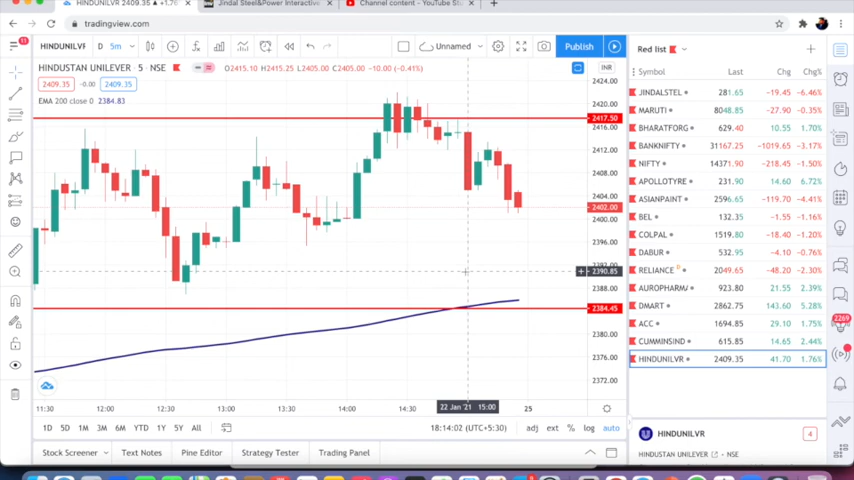 HINDUNILVR 2409.35 ▲ +1.76%
Jindal Steel&Power Interactive
Channel content - YouTube St
tradingview.com
11
HINDUNILVF D 5m
Unnamed
Publish
Red list
HINDUSTAN UNILEVER · 5 · NSE O2415.10 H2415.25 L2405.00 C2405.00 -10.00 (-0.41%)
INR
2409.35 -0.00 2409.35
EMA 200 close 0 2384.83
2424.00
2420.00
2417.50
2416.00
2412.00
2408.00
2404.00
2402.00
2400.00
2396.00
2392.00
2390.85
2388.00
2384.45
2380.00
2376.00
2372.00
11:30 12:00 12:30 13:00 13:30 14:00 14:30 22 Jan '21 15:00 25
1D 5D 1M 3M 6M YTD 1Y 5Y All
18:14:02 (UTC+5:30) adj ext % log auto
Stock Screener Text Notes Pine Editor Strategy Tester Trading Panel
Symbol Last Chg Chg%
JINDALSTEL 281.65 -19.45 -6.46%
MARUTI 8048.80 -27.90 -0.35%
BHARATFORG 629.40 10.55 1.70%
BANKNIFTY 31167.25 -1019.65 -3.17%
NIFTY 14371.90 -218.45 -1.50%
APOLLOTYRE 231.90 14.60 6.72%
ASIANPAINT 2596.65 -119.75 -4.41%
BEL 132.35 -1.55 -1.16%
COLPAL 1519.80 -18.40 -1.20%
DABUR 532.95 -4.10 -0.76%
RELIANCE D 2049.65 -48.20 -2.30%
AUROPHARMA 923.80 21.55 2.39%
DMART 2862.75 143.60 5.28%
ACC 1694.85 29.10 1.75%
CUMMINSIND 615.85 14.65 2.44%
HINDUNILVR 2409.35 41.70 1.76%
HINDUNILVR
4
HINDUSTAN UNILEVER NSE
2269